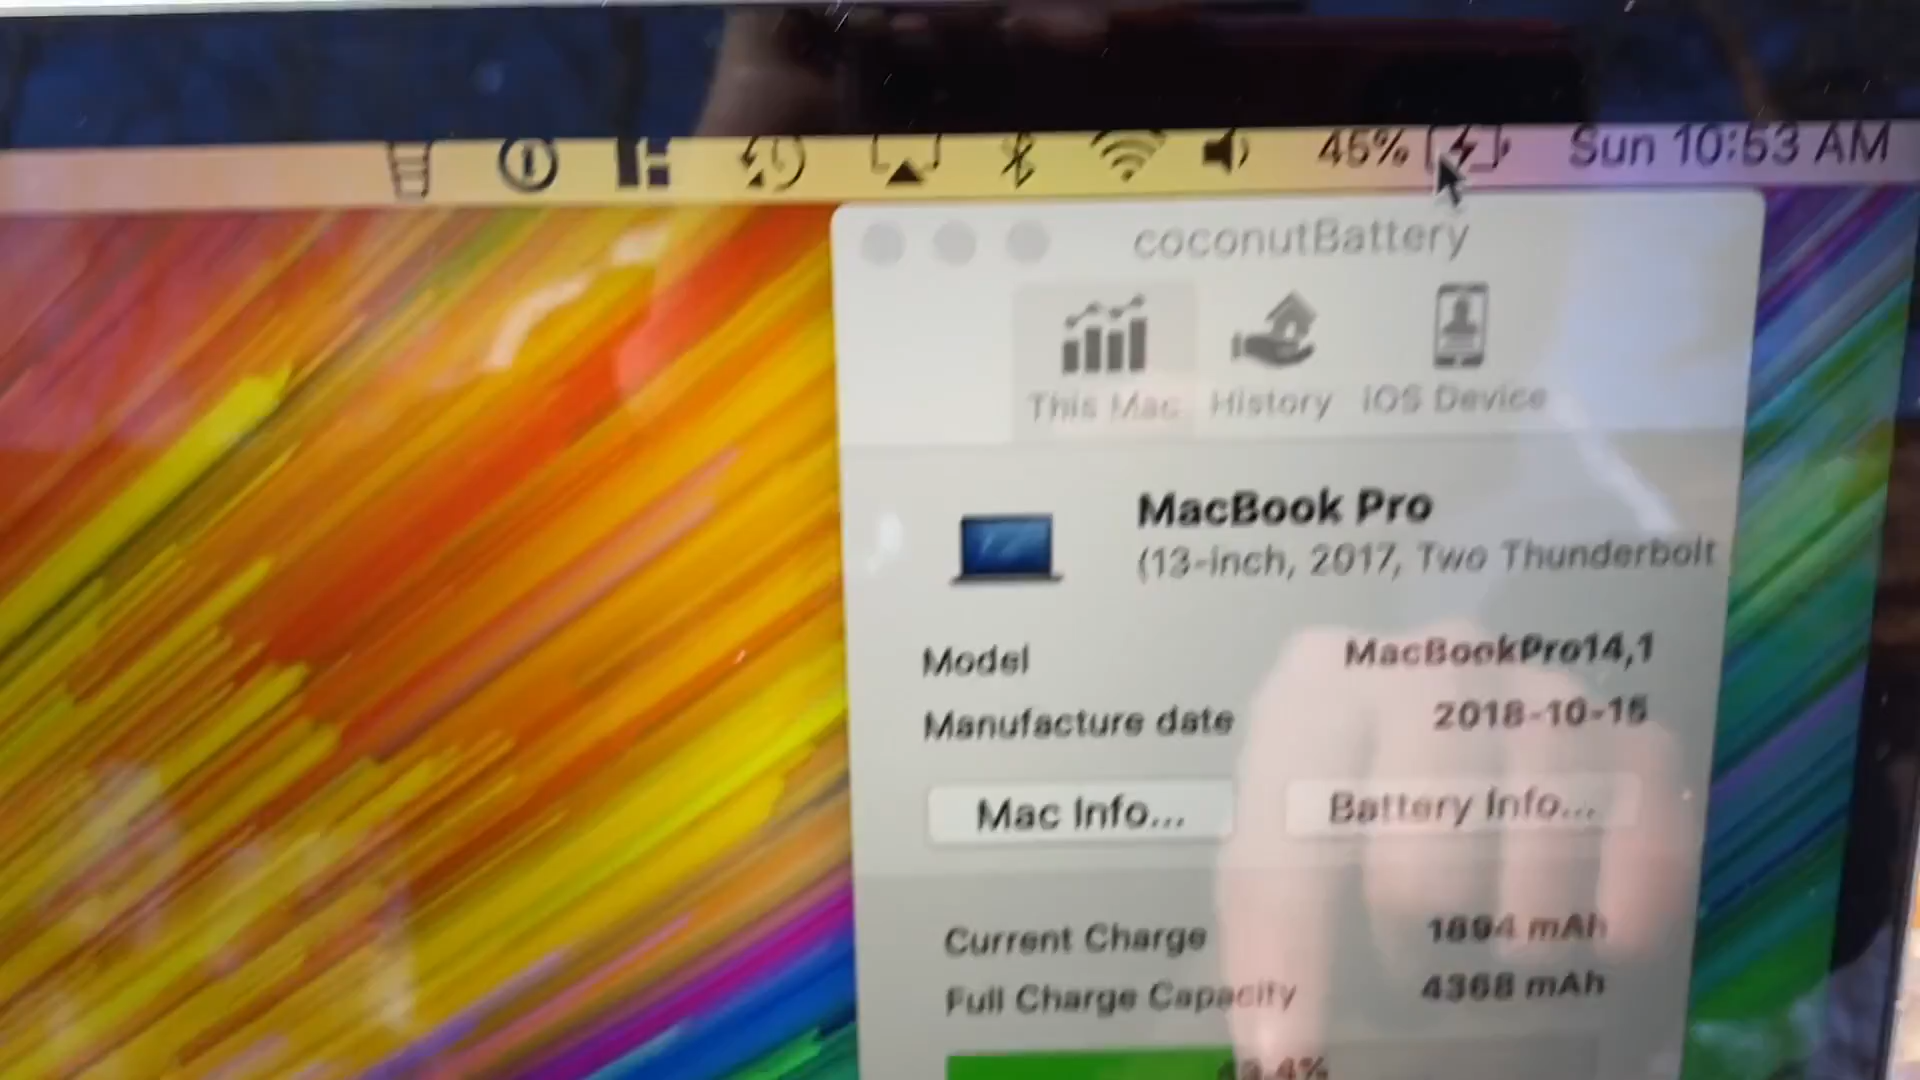 45% Sun 10:53 AM
coconutBattery
This Mac History iOS Device
MacBook Pro
(13-inch, 2017, Two Thunderbolt
Model MacBookPro14,1
Manufacture date 2018-10-15
Mac Info... Battery Info...
Current Charge 1894 mAh
Full Charge Capacity 4368 mAh
43.4%